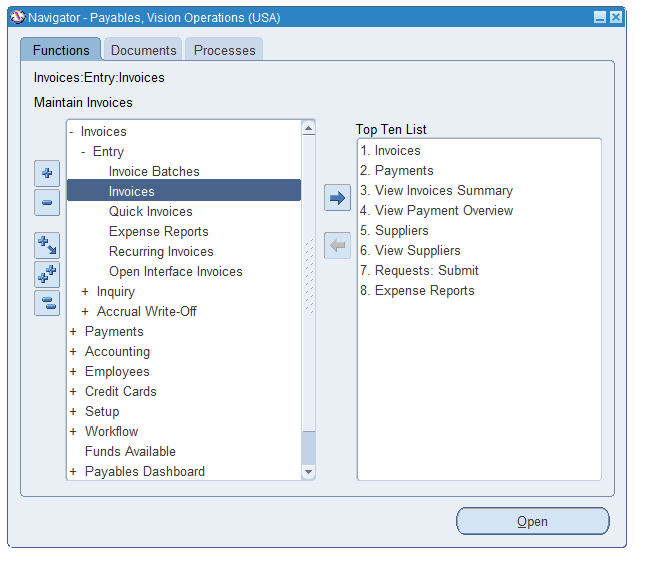 Navigator - Payables, Vision Operations (USA)
Functions
Documents
Processes
Invoices:Entry:Invoices
Maintain Invoices
- Invoices
- Entry
Invoice Batches
Invoices
Quick Invoices
Expense Reports
Recurring Invoices
Open Interface Invoices
+ Inquiry
+ Accrual Write-Off
+ Payments
+ Accounting
+ Employees
+ Credit Cards
+ Setup
+ Workflow
Funds Available
+ Payables Dashboard
Top Ten List
1. Invoices
2. Payments
3. View Invoices Summary
4. View Payment Overview
5. Suppliers
6. View Suppliers
7. Requests: Submit
8. Expense Reports
Open